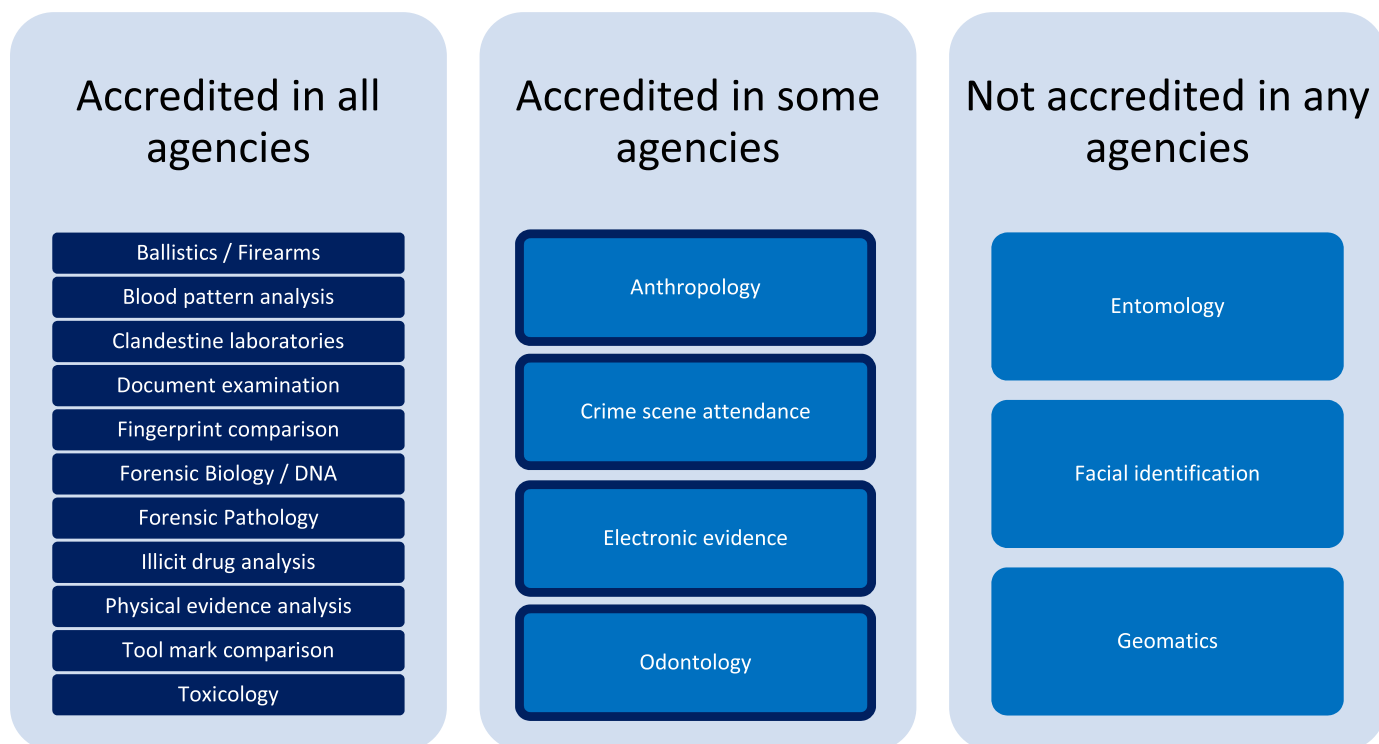 Accredited in all
agencies
Ballistics / Firearms
Blood pattern analysis
Clandestine laboratories
Document examination
Fingerprint comparison
Forensic Biology / DNA
Forensic Pathology
Illicit drug analysis
Physical evidence analysis
Tool mark comparison
Toxicology
Accredited in some
agencies
Anthropology
Crime scene attendance
Electronic evidence
Odontology
Not accredited in any
agencies
Entomology
Facial identification
Geomatics